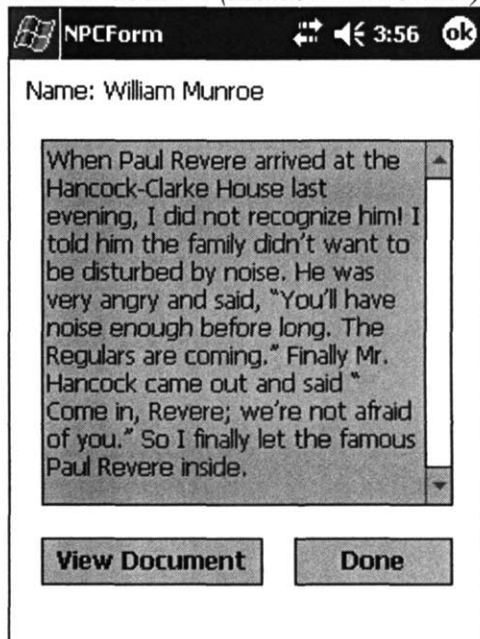 NPCForm 3:56 ok
Name: William Munroe
When Paul Revere arrived at the
Hancock-Clarke House last
evening, I did not recognize him! I
told him the family didn't want to
be disturbed by noise. He was
very angry and said, "You'll have
noise enough before long. The
Regulars are coming." Finally Mr.
Hancock came out and said "
Come in, Revere; we're not afraid
of you." So I finally let the famous
Paul Revere inside.
View Document Done